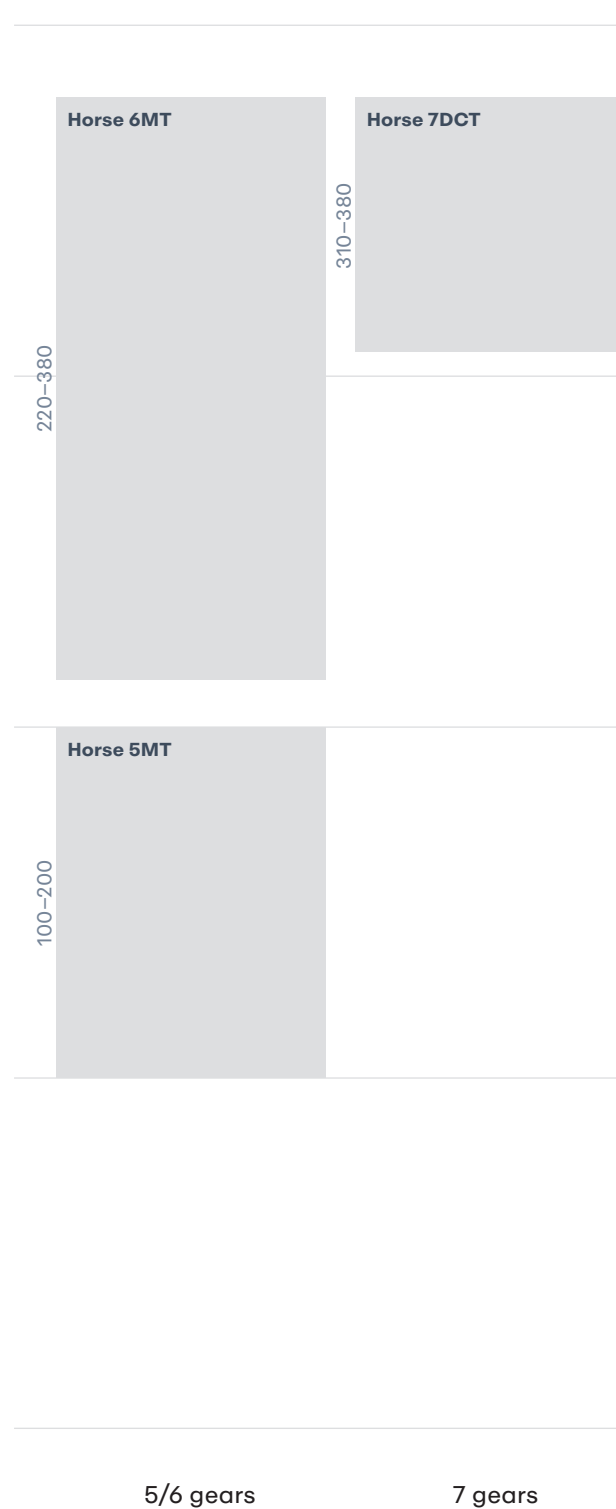 Horse 6MT
Horse 7DCT
310–380
220–380
Horse 5MT
100–200
5/6 gears
7 gears